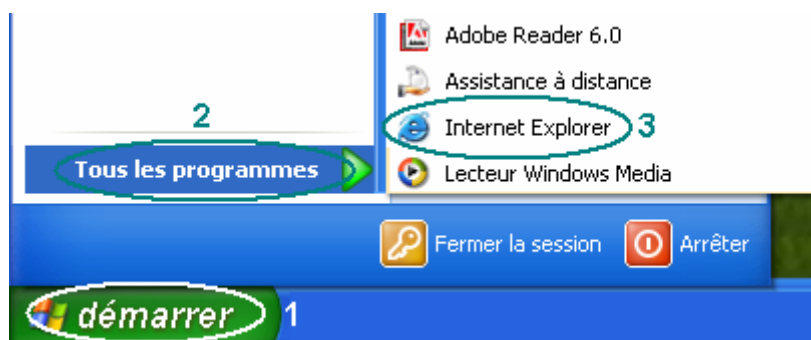 Adobe Reader 6.0
Assistance à distance
2
Internet Explorer 3
Tous les programmes
Lecteur Windows Media
Fermer la session
Arrêter
démarrer 1